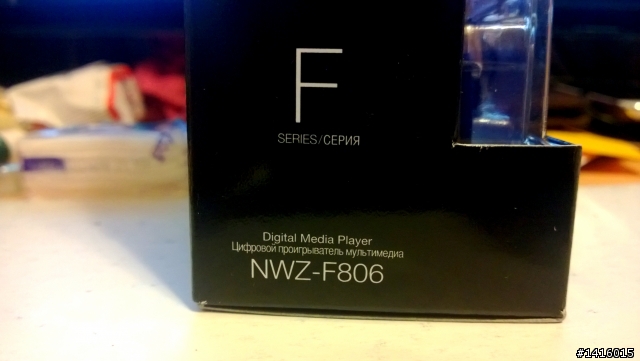 F
SERIES/СЕРИЯ
Digital Media Player
Цифровой проигрыватель мультимедиа
NWZ-F806
#1416015